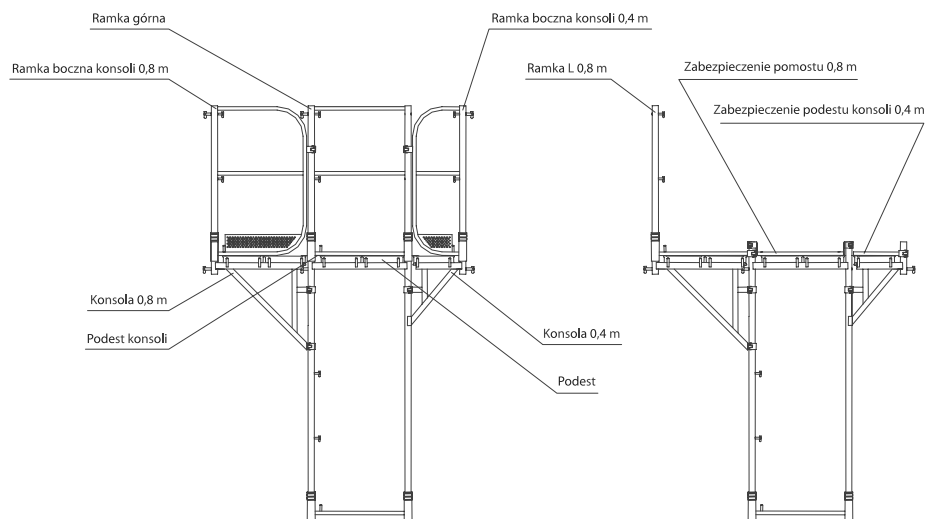 Ramka górna
Ramka boczna konsoli 0,4 m
Ramka boczna konsoli 0,8 m
Ramka L 0,8 m
Zabezpieczenie pomostu 0,8 m
Zabezpieczenie podestu konsoli 0,4 m
Konsola 0,8 m
Podest konsoli
Konsola 0,4 m
Podest